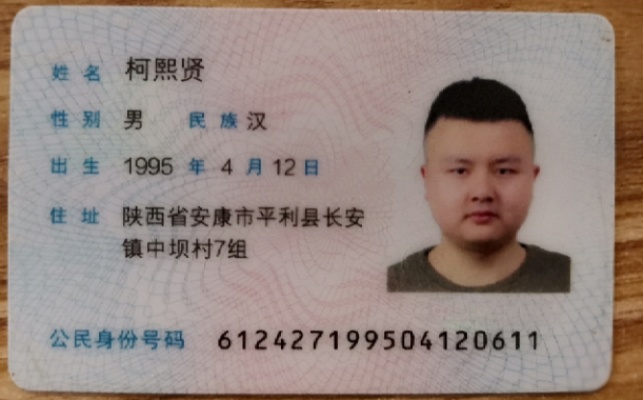 姓名 柯熙贤
性别 男 民族 汉
出生 1995 年 4 月 12 日
住址 陕西省安康市平利县长安
镇中坝村7组
公民身份号码 612427199504120611